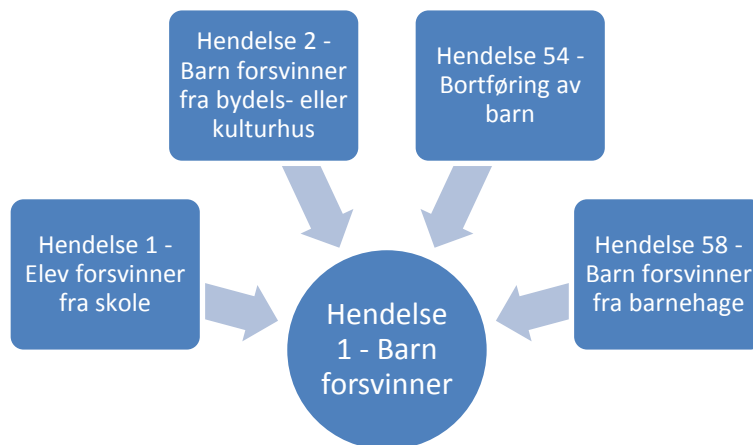 Hendelse 2 -
Barn forsvinner
fra bydels- eller
kulturhus
Hendelse 54 -
Bortføring av
barn
Hendelse 1 -
Elev forsvinner
fra skole
Hendelse 58 -
Barn forsvinner
fra barnehage
Hendelse
1 - Barn
forsvinner